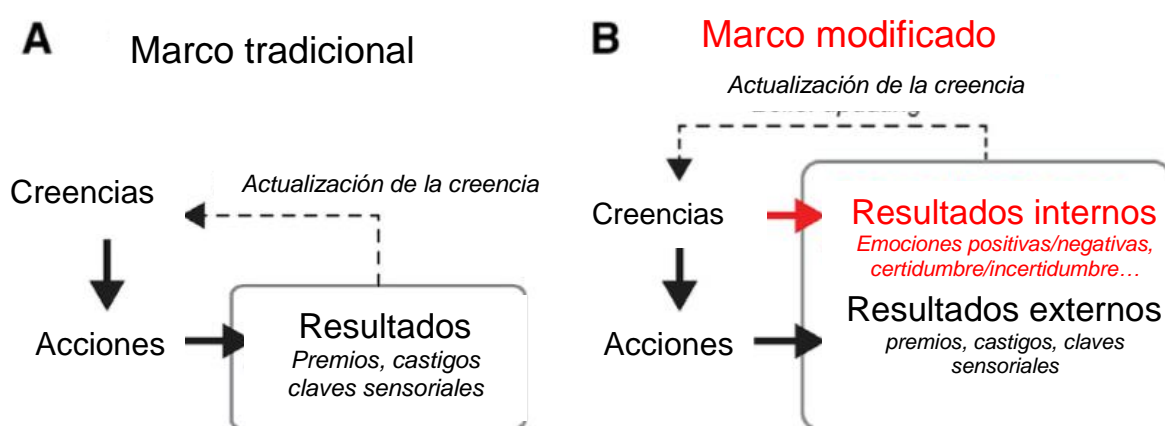 A
Marco tradicional
Creencias
Actualización de la creencia
Acciones
Resultados
Premios, castigos
claves sensoriales
B
Marco modificado
Actualización de la creencia
Creencias
Resultados internos
Emociones positivas/negativas,
certidumbre/incertidumbre…
Acciones
Resultados externos
premios, castigos, claves
sensoriales